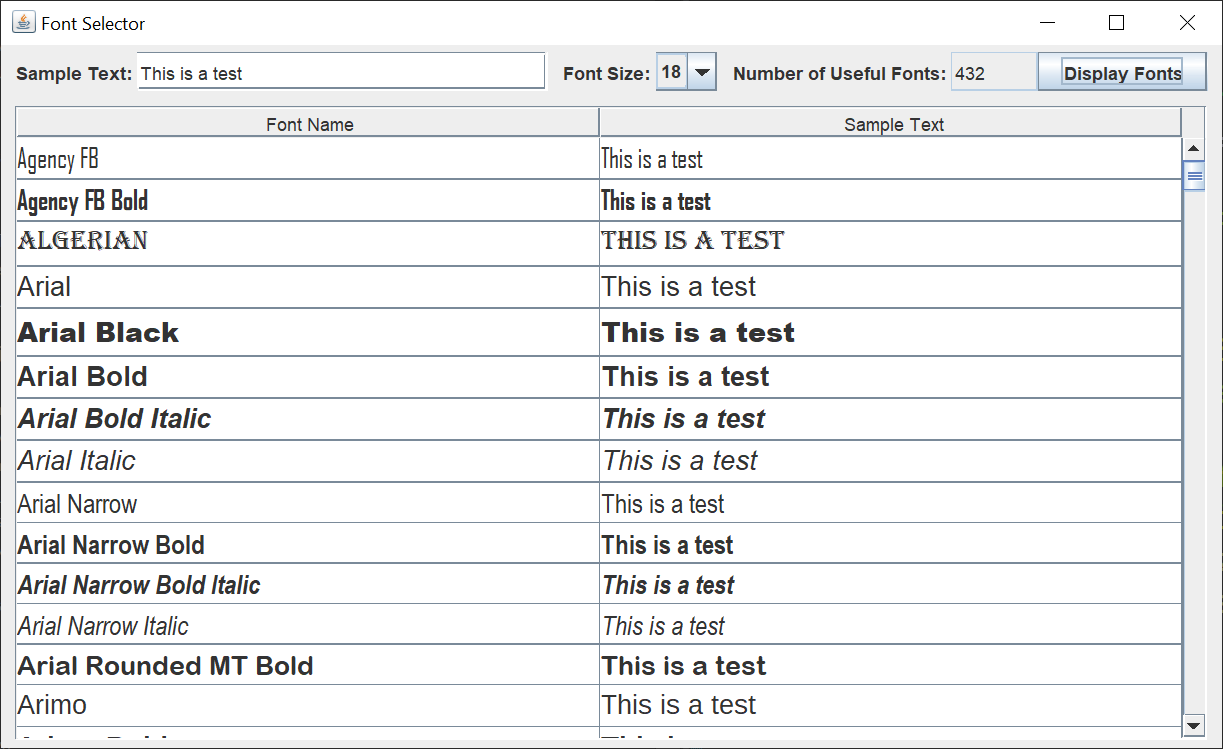 Font Selector
Sample Text: This is a test Font Size: 18 Number of Useful Fonts: 432 Display Fonts
Font Name Sample Text
Agency FB This is a test
Agency FB Bold This is a test
ALGERIAN THIS IS A TEST
Arial This is a test
Arial Black This is a test
Arial Bold This is a test
Arial Bold Italic This is a test
Arial Italic This is a test
Arial Narrow This is a test
Arial Narrow Bold This is a test
Arial Narrow Bold Italic This is a test
Arial Narrow Italic This is a test
Arial Rounded MT Bold This is a test
Arimo This is a test